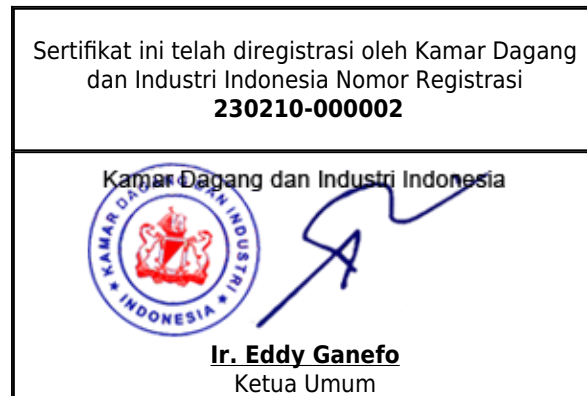 Sertifikat ini telah diregistrasi oleh Kamar Dagang
dan Industri Indonesia Nomor Registrasi
230210-000002
Kamar Dagang dan Industri Indonesia
KAMAR DAGANG DAN INDUSTRI
INDONESIA
Ir. Eddy Ganefo
Ketua Umum